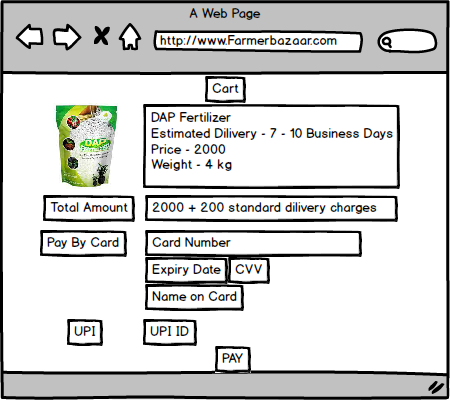 A Web Page
http://www.Farmerbazaar.com
Cart
DAP
DAP Fertilizer
Estimated Dilivery - 7 - 10 Business Days
Price - 2000
Weight - 4 kg
Total Amount
2000 + 200 standard dilivery charges
Pay By Card
Card Number
Expiry Date
CVV
Name on Card
UPI
UPI ID
PAY